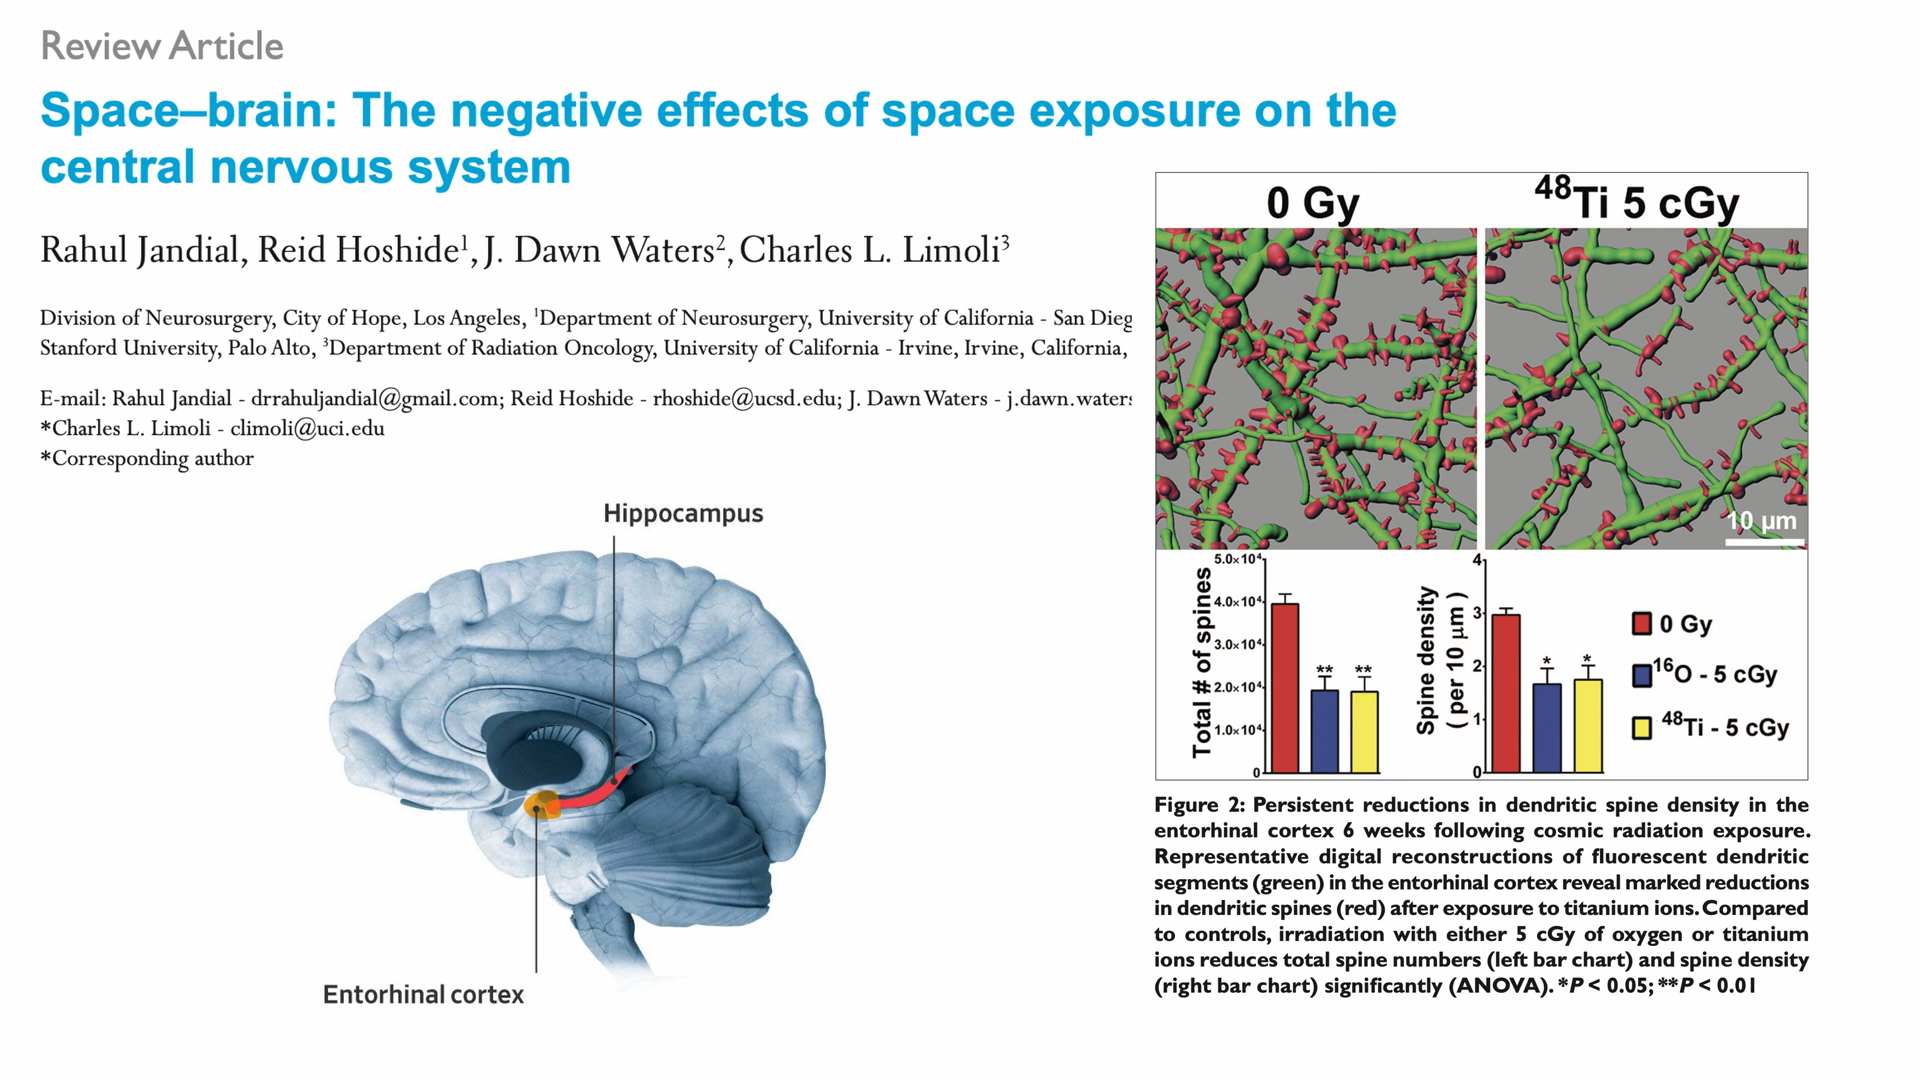 Review Article
Space–brain: The negative effects of space exposure on the
central nervous system
Rahul Jandial, Reid Hoshide¹, J. Dawn Waters², Charles L. Limoli³
Division of Neurosurgery, City of Hope, Los Angeles, ¹Department of Neurosurgery, University of California - San Dieg
Stanford University, Palo Alto, ³Department of Radiation Oncology, University of California - Irvine, Irvine, California,
E-mail: Rahul Jandial - drrahuljandial@gmail.com; Reid Hoshide - rhoshide@ucsd.edu; J. Dawn Waters - j.dawn.waters
*Charles L. Limoli - climoli@uci.edu
*Corresponding author
Hippocampus
Entorhinal cortex
0 Gy
⁴⁸Ti 5 cGy
10 µm
Total # of spines
5.0×10⁴
4.0×10⁴
3.0×10⁴
2.0×10⁴
1.0×10⁴
0
** **
Spine density
( per 10 µm )
4
3
2
1
0
* *
0 Gy
¹⁶O - 5 cGy
⁴⁸Ti - 5 cGy
Figure 2: Persistent reductions in dendritic spine density in the
entorhinal cortex 6 weeks following cosmic radiation exposure.
Representative digital reconstructions of fluorescent dendritic
segments (green) in the entorhinal cortex reveal marked reductions
in dendritic spines (red) after exposure to titanium ions. Compared
to controls, irradiation with either 5 cGy of oxygen or titanium
ions reduces total spine numbers (left bar chart) and spine density
(right bar chart) significantly (ANOVA). *P < 0.05; **P < 0.01